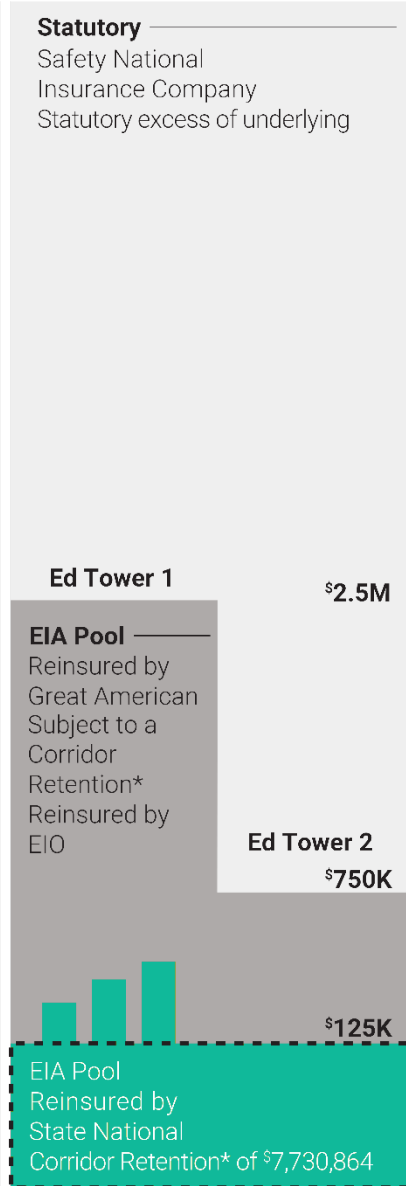 Statutory
Safety National
Insurance Company
Statutory excess of underlying
Ed Tower 1
$2.5M
EIA Pool
Reinsured by
Great American
Subject to a
Corridor
Retention*
Reinsured by
EIO
Ed Tower 2
$750K
$125K
EIA Pool
Reinsured by
State National
Corridor Retention* of $7,730,864